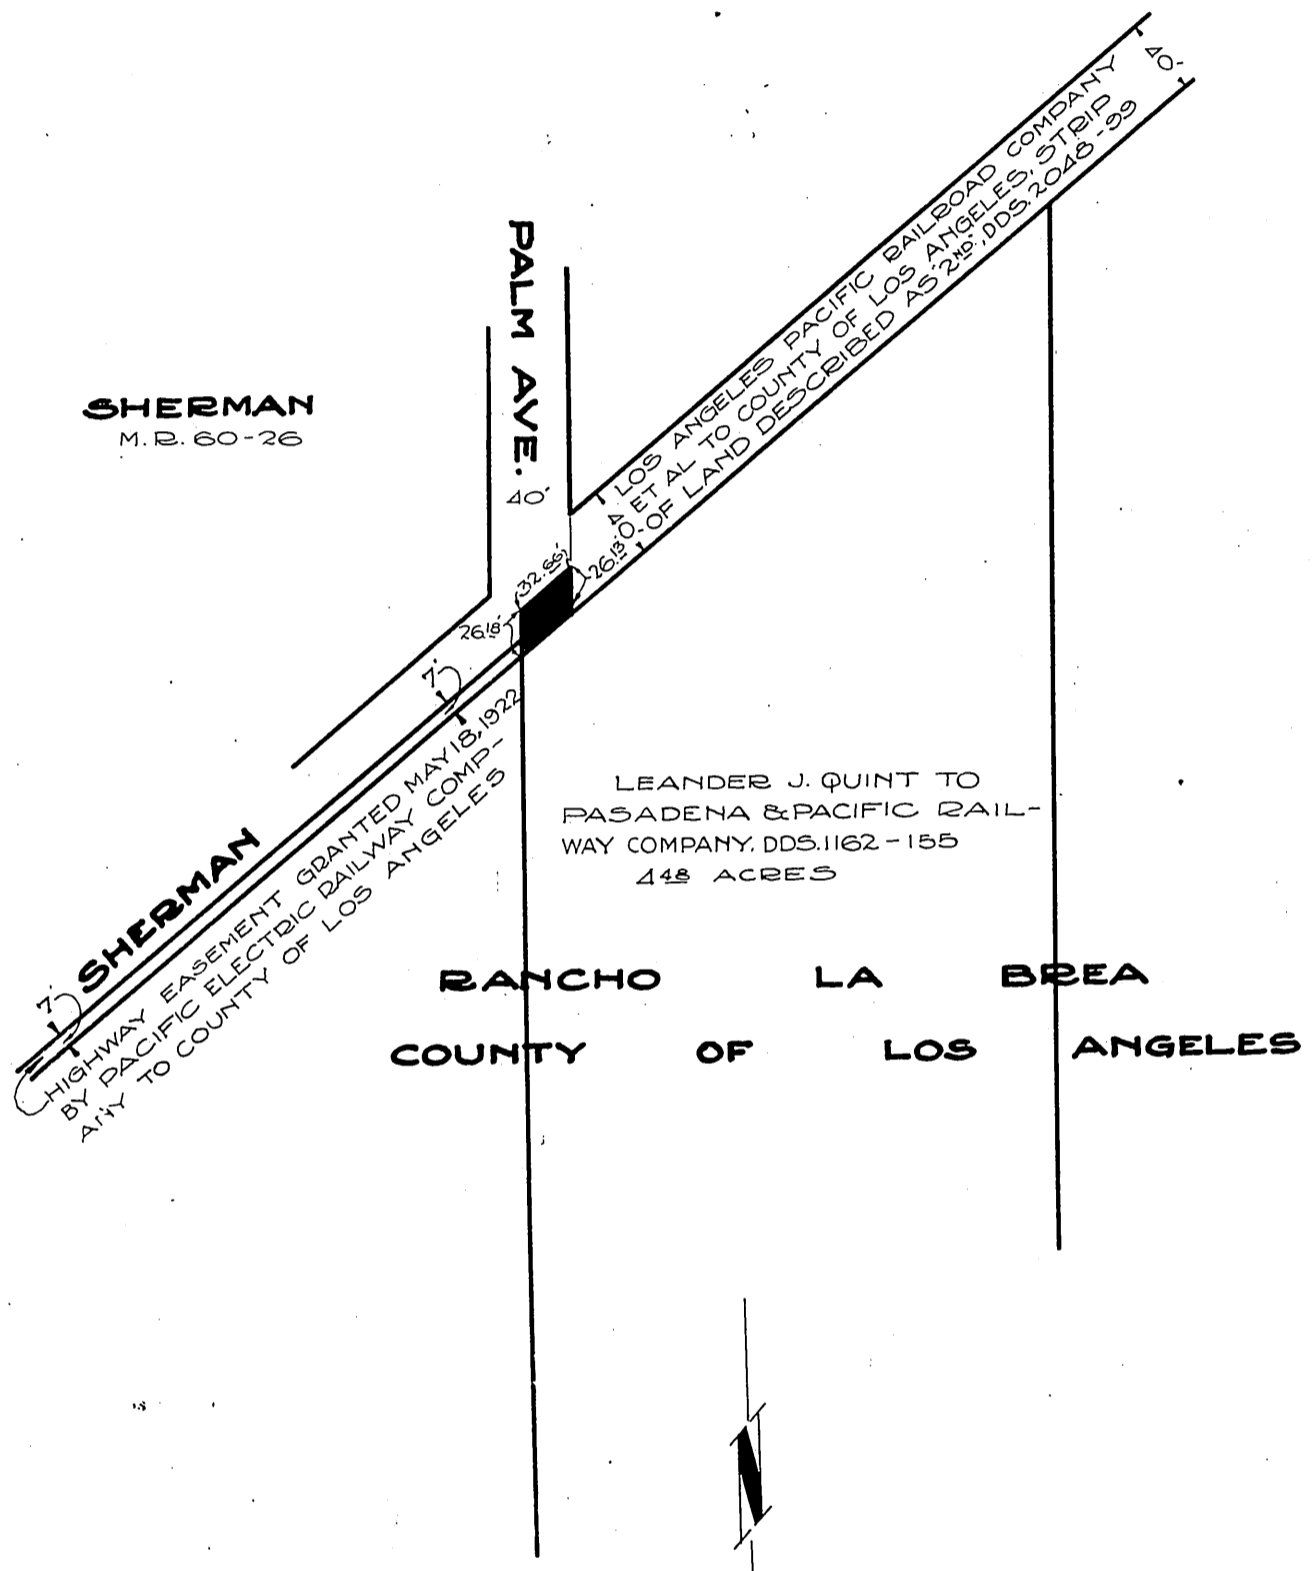 LOS ANGELES PACIFIC RAILROAD COMPANY
ET AL TO COUNTY OF LOS ANGELES, STRIP
OF LAND DESCRIBED AS "2ND", DDS. 2048-99
40'
40'
PALM AVE.
40'
SHERMAN
M.R. 60-26
32.66'
26.13'
26.18'
7'
7'
SHERMAN
HIGHWAY EASEMENT GRANTED MAY 18, 1922
BY PACIFIC ELECTRIC RAILWAY COMP-
ANY TO COUNTY OF LOS ANGELES
LEANDER J. QUINT TO
PASADENA & PACIFIC RAIL-
WAY COMPANY. DDS. 1162-155
4.48 ACRES
RANCHO LA BREA
COUNTY OF LOS ANGELES
N